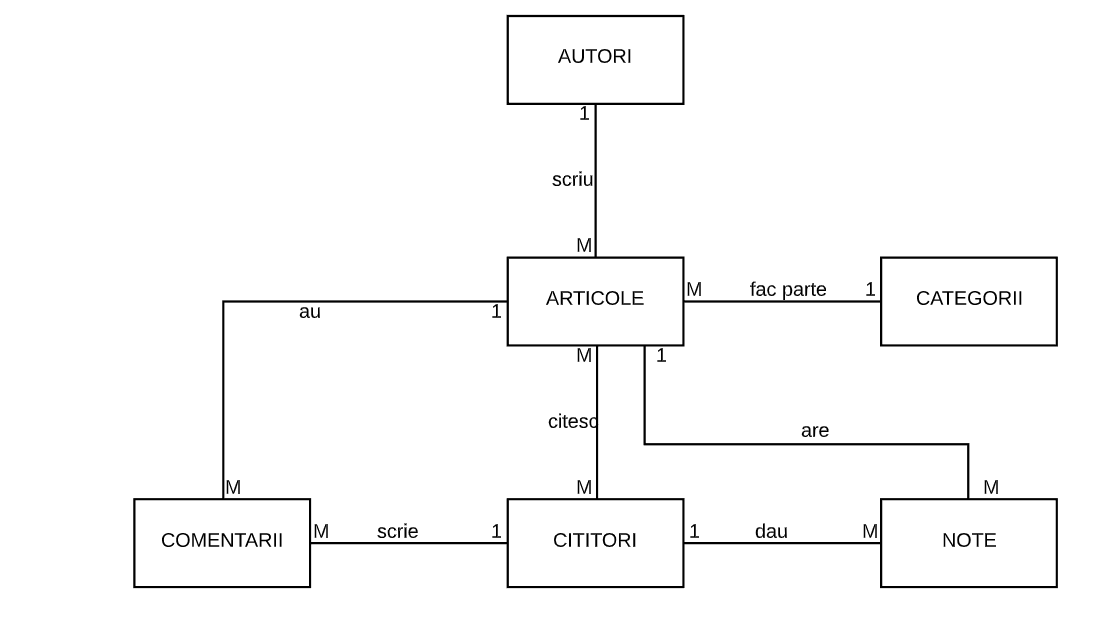 AUTORI
1
scriu
M
ARTICOLE
M
fac parte
1
CATEGORII
au
1
M
1
citesc
are
M
M
M
COMENTARII
M
scrie
1
CITITORI
1
dau
M
NOTE